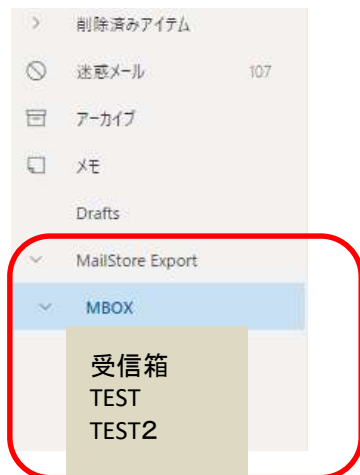 削除済みアイテム
迷惑メール 107
アーカイブ
メモ
Drafts
MailStore Export
MBOX
受信箱
TEST
TEST２